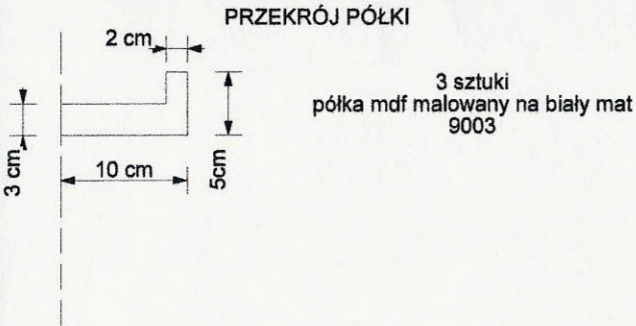 PRZEKRÓJ PÓŁKI
2 cm
3 sztuki
półka mdf malowany na biały mat
9003
3 cm
10 cm
5cm